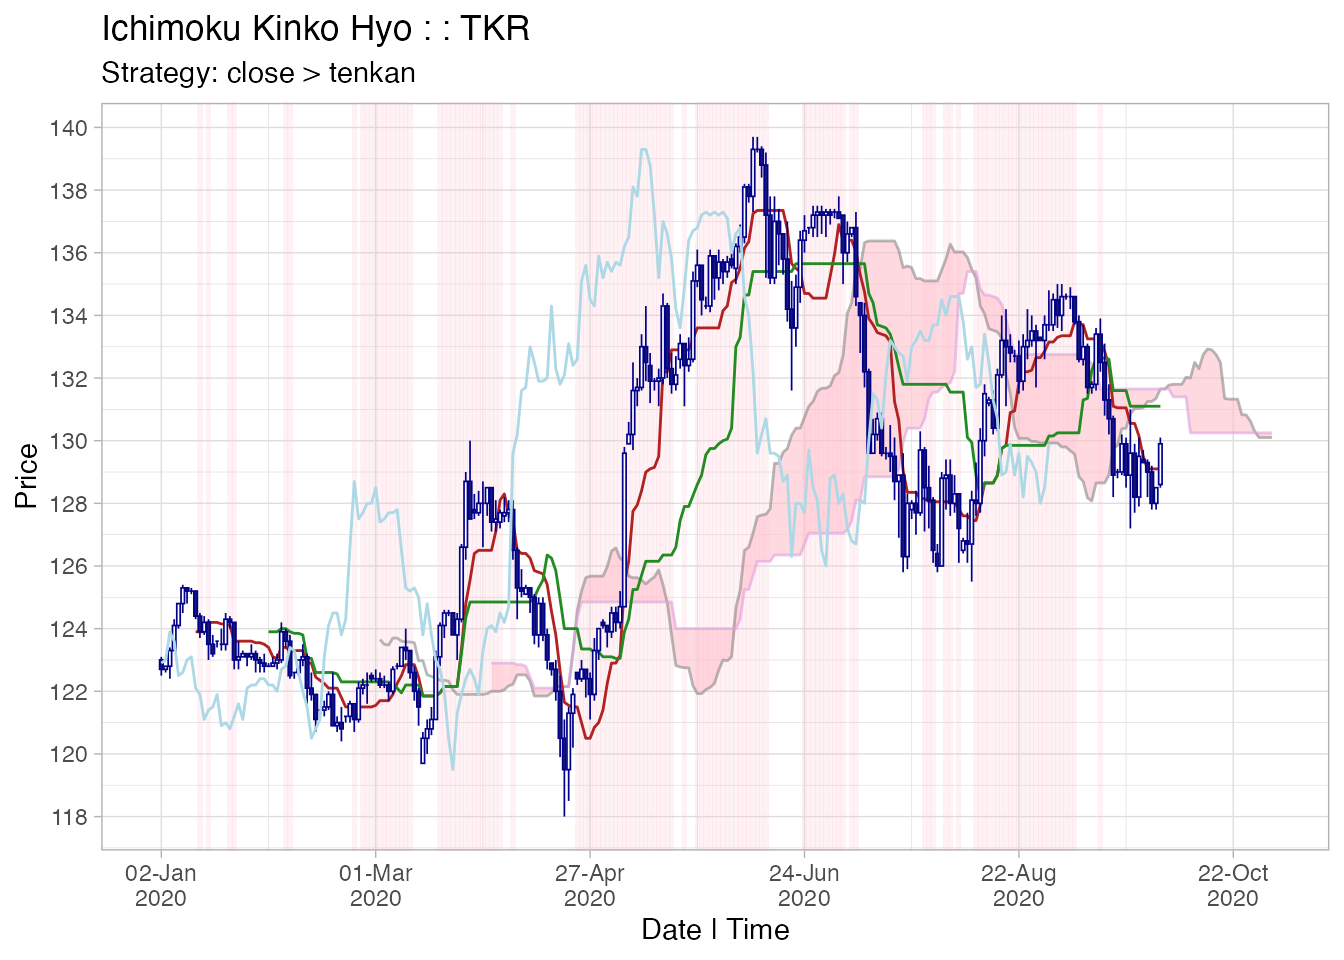 Ichimoku Kinko Hyo : : TKR
Strategy: close > tenkan
140
138
136
134
132
130
128
126
124
122
120
118
Price
02-Jan
2020
01-Mar
2020
27-Apr
2020
24-Jun
2020
22-Aug
2020
22-Oct
2020
Date | Time